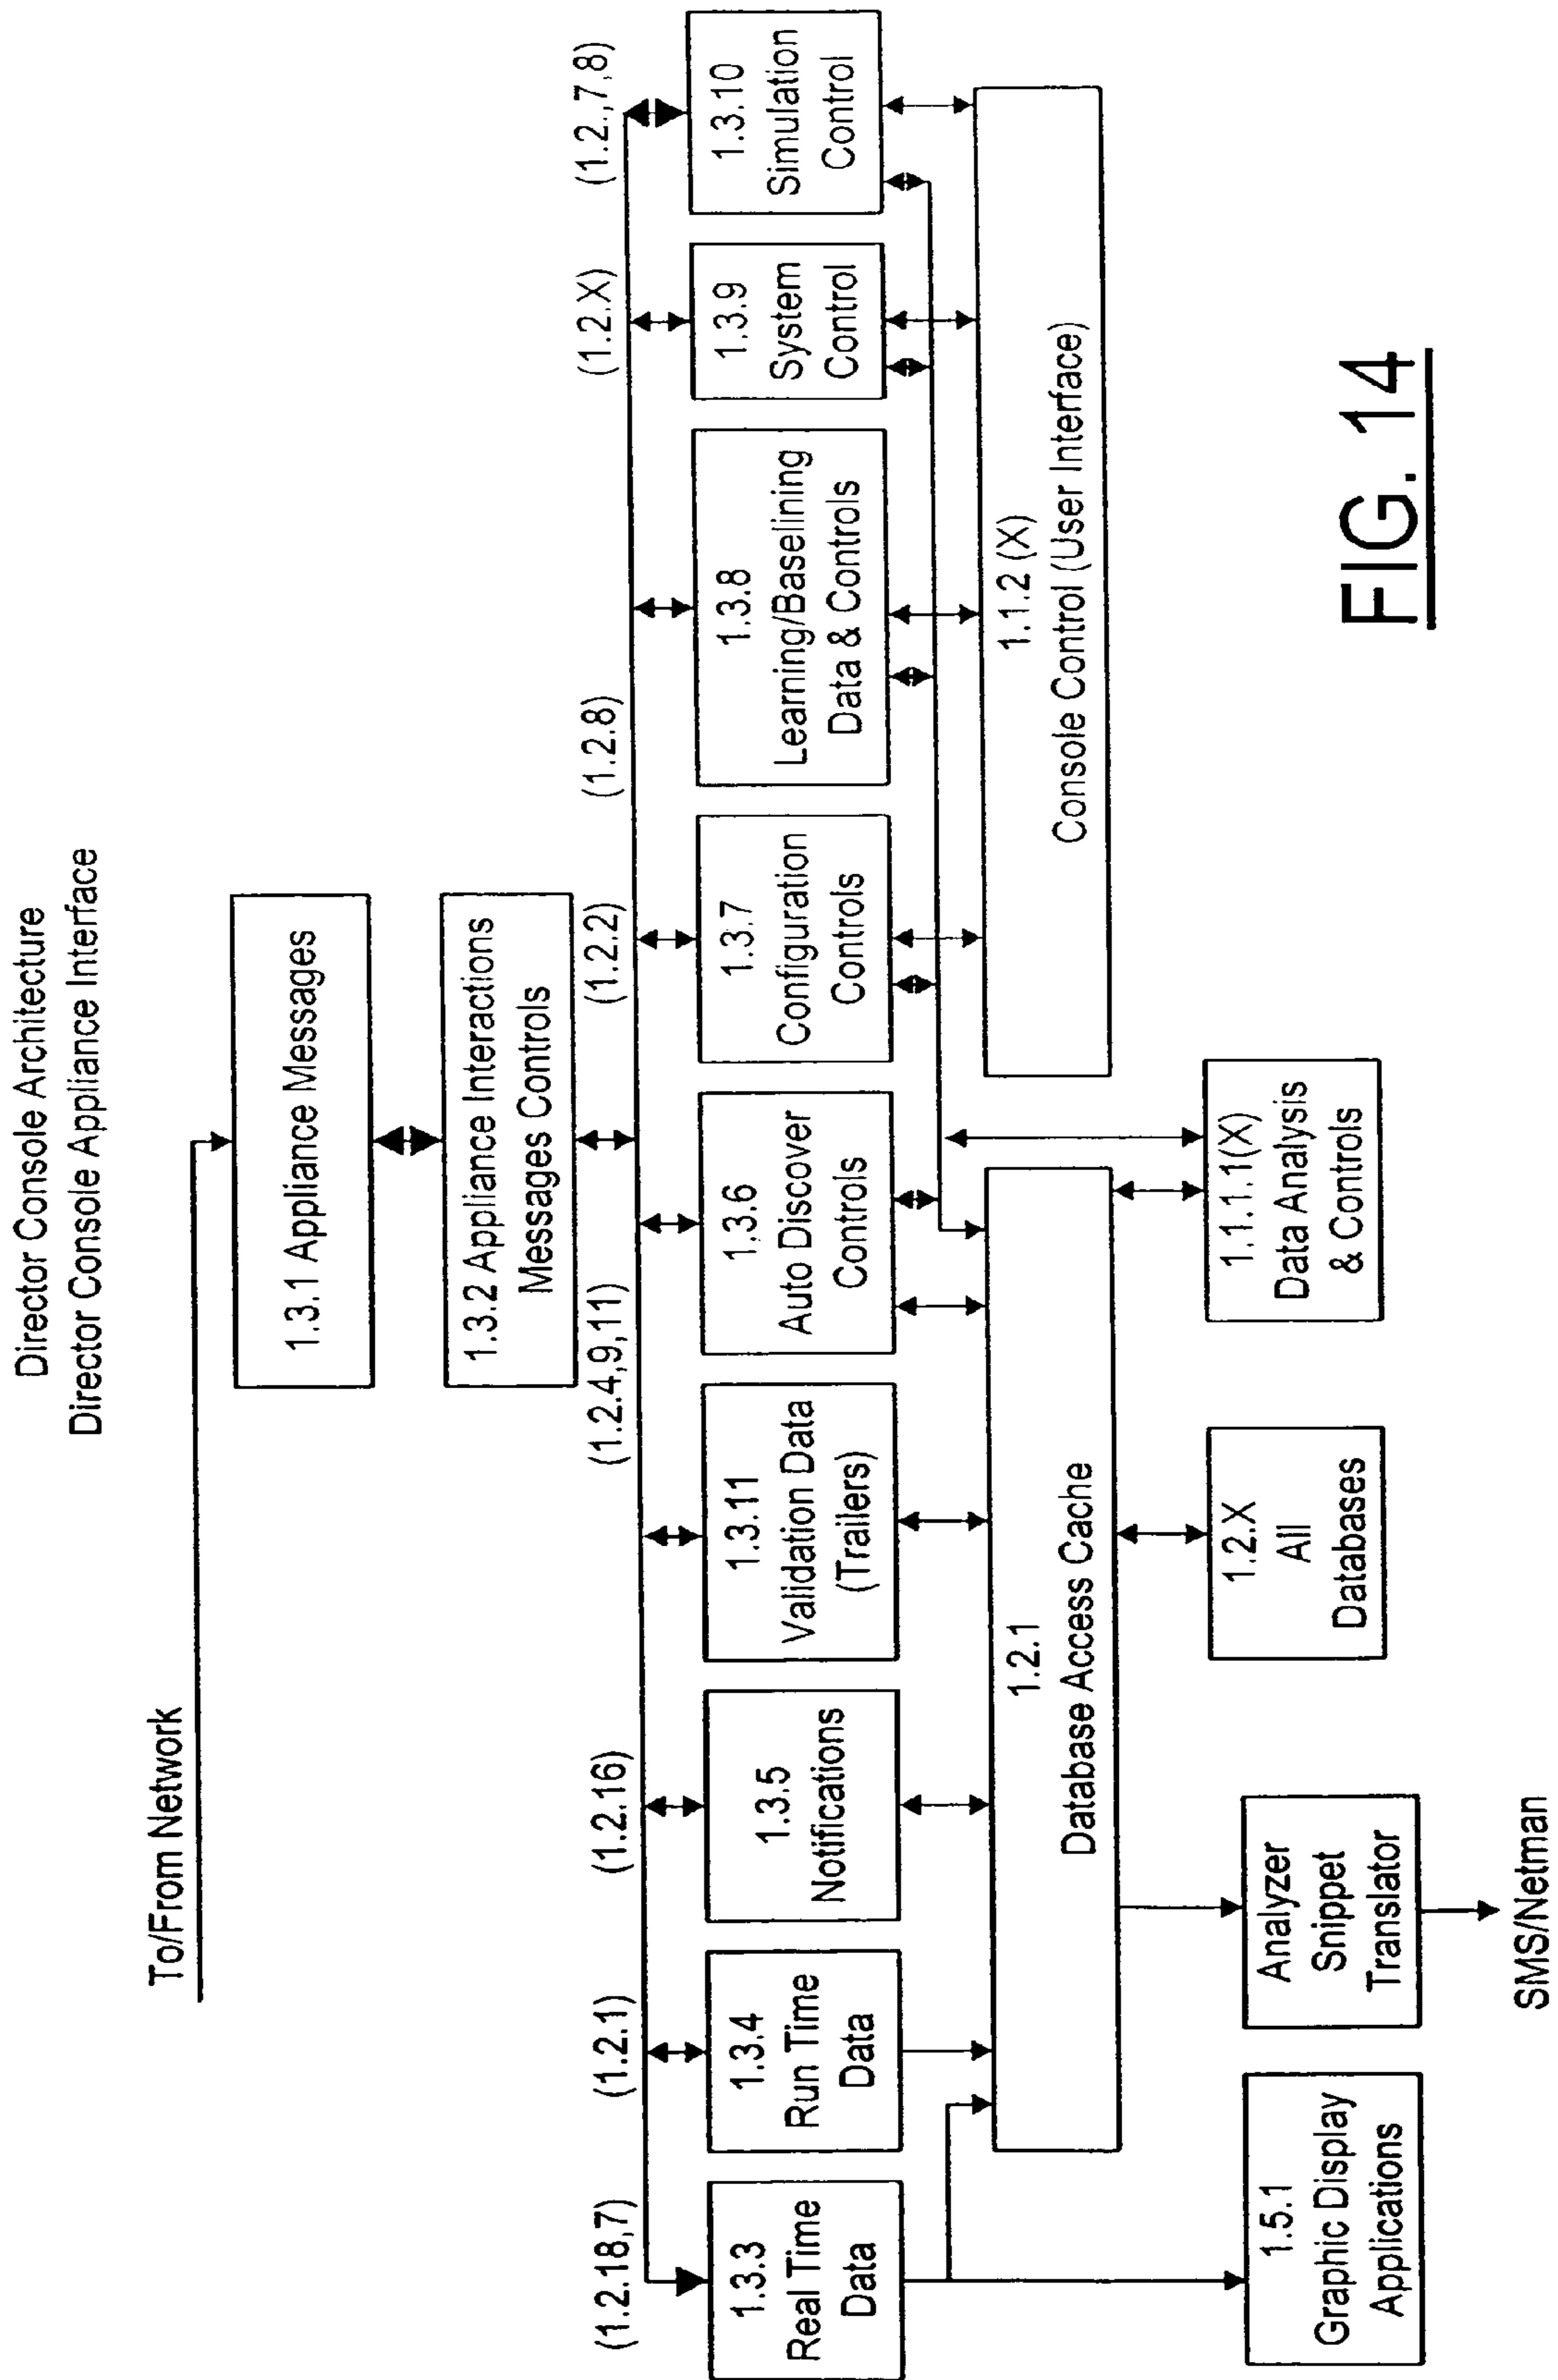 Director Console Architecture
Director Console Appliance Interface
To/From Network
1.3.1 Appliance Messages
1.3.2 Appliance Interactions
Messages Controls
(1.2.18,7)
(1.2.1)
(1.2.16)
(1.2.4,9,11)
(1.2.2)
(1.2.8)
(1.2.X)
(1.2.,7,8)
1.3.3
Real Time
Data
1.3.4
Run Time
Data
1.3.5
Notifications
1.3.11
Validation Data
(Trailers)
1.3.6
Auto Discover
Controls
1.3.7
Configuration
Controls
1.3.8
Learning/Baselining
Data & Controls
1.3.9
System
Control
1.3.10
Simulation
Control
1.2.1
Database Access Cache
1.1.2 (X)
Console Control (User Interface)
1.5.1
Graphic Display
Applications
Analyzer
Snippet
Translator
1.2.X
All
Databases
1.1.1.1(X)
Data Analysis
& Controls
SMS/Netman
FIG. 14